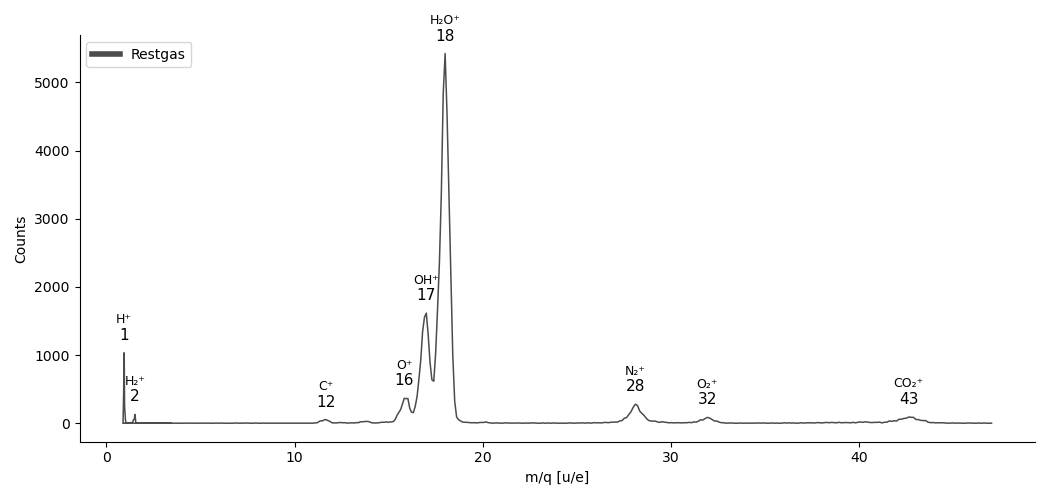 H₂O⁺
18
Restgas
5000
4000
3000
2000
1000
0
Counts
H⁺
1
H₂⁺
2
C⁺
12
O⁺
16
OH⁺
17
N₂⁺
28
O₂⁺
32
CO₂⁺
43
0
10
20
30
40
m/q [u/e]